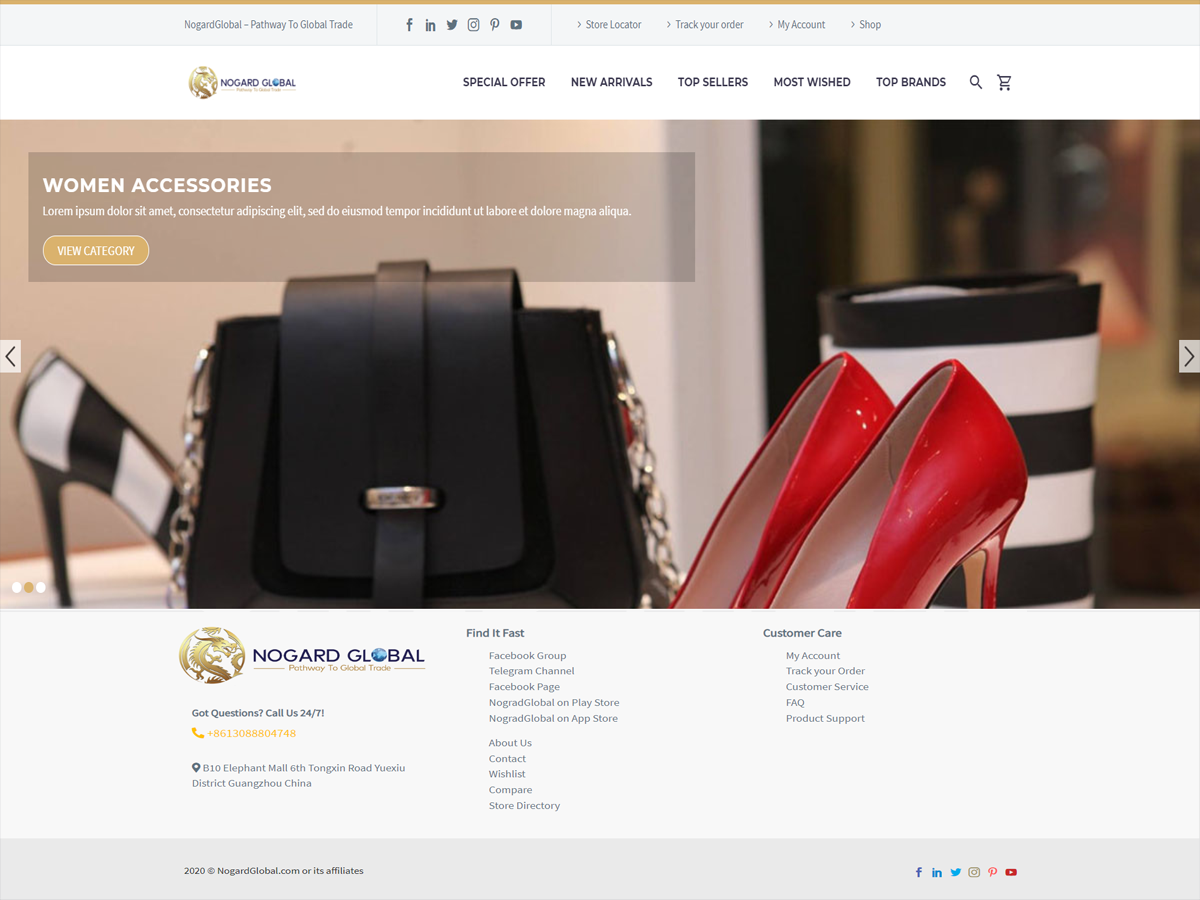 NogardGlobal – Pathway To Global Trade
Store Locator
Track your order
My Account
Shop
NOGARD GLOBAL
Pathway To Global Trade
SPECIAL OFFER
NEW ARRIVALS
TOP SELLERS
MOST WISHED
TOP BRANDS
WOMEN ACCESSORIES
Lorem ipsum dolor sit amet, consectetur adipiscing elit, sed do eiusmod tempor incididunt ut labore et dolore magna aliqua.
VIEW CATEGORY
NOGARD GLOBAL
Pathway To Global Trade
Got Questions? Call Us 24/7!
+8613088804748
B10 Elephant Mall 6th Tongxin Road Yuexiu
District Guangzhou China
Find It Fast
Facebook Group
Telegram Channel
Facebook Page
NogradGlobal on Play Store
NogradGlobal on App Store
About Us
Contact
Wishlist
Compare
Store Directory
Customer Care
My Account
Track your Order
Customer Service
FAQ
Product Support
2020 © NogardGlobal.com or its affiliates